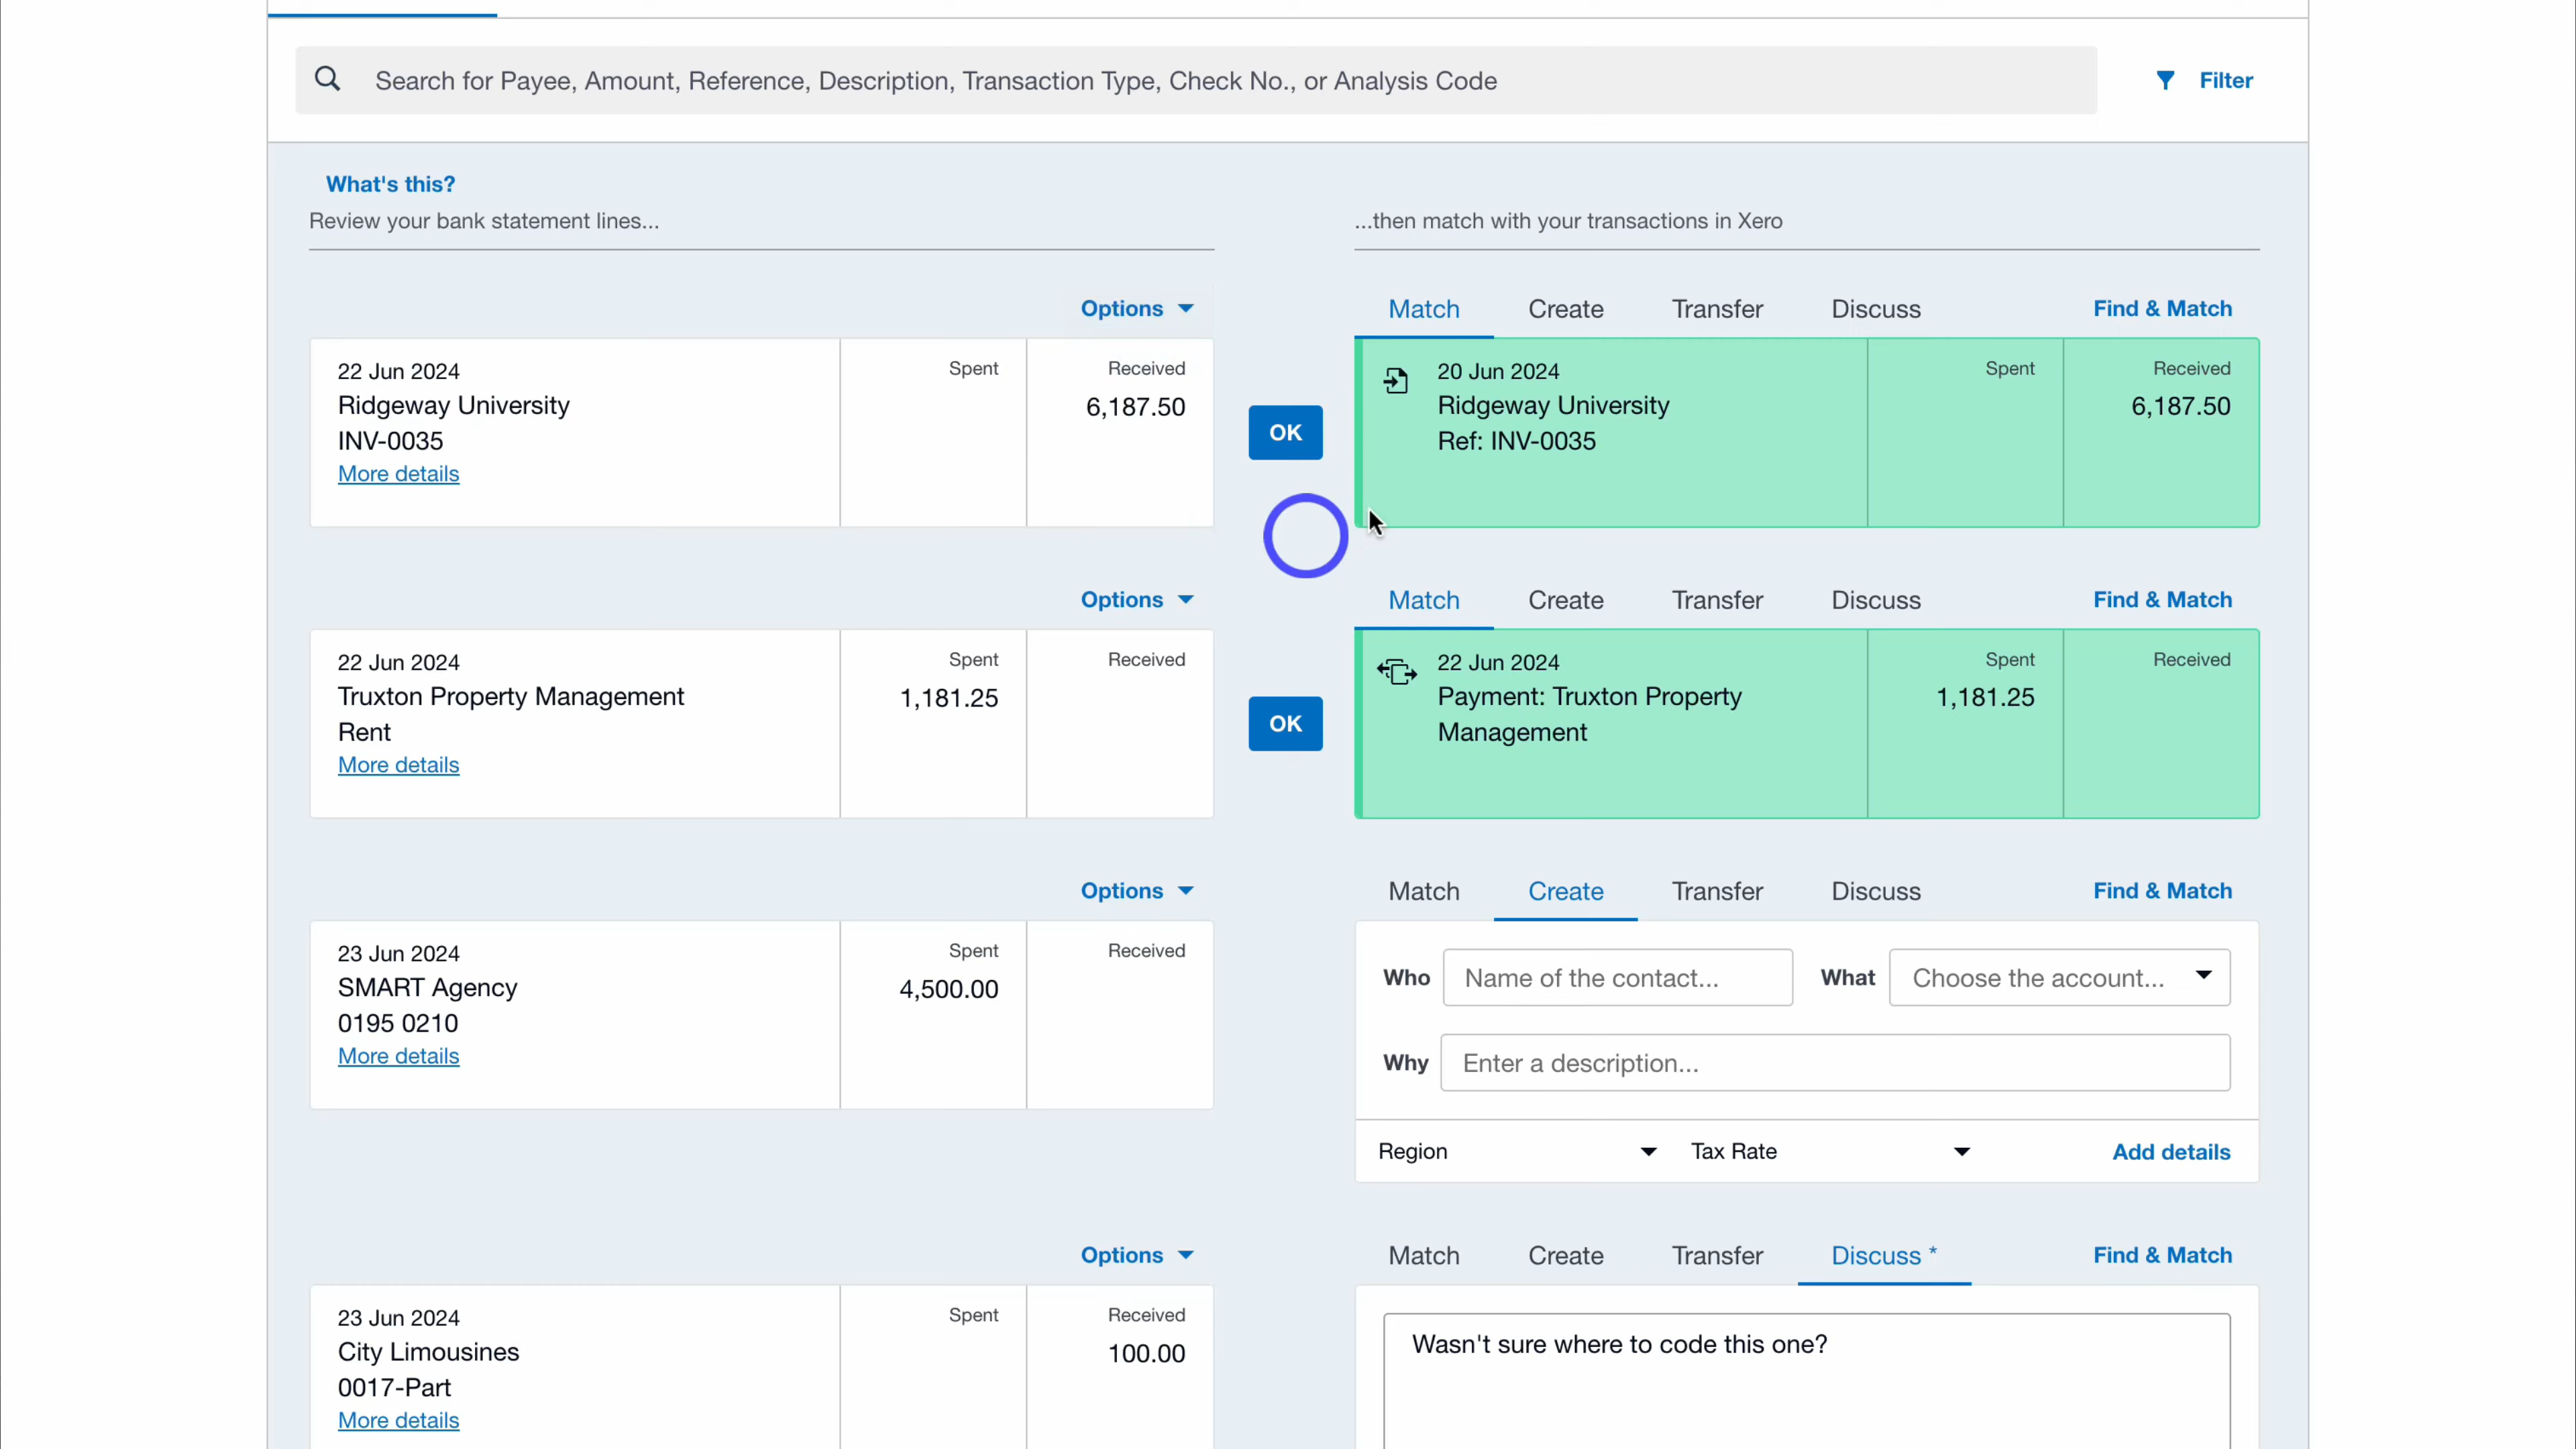 Search for Payee, Amount, Reference, Description, Transaction Type, Check No., or Analysis Code
Filter
What's this?
Review your bank statement lines...
...then match with your transactions in Xero
Options
Match Create Transfer Discuss Find & Match
22 Jun 2024 Spent Received
Ridgeway University 6,187.50
INV-0035
More details
OK
20 Jun 2024 Spent Received
Ridgeway University 6,187.50
Ref: INV-0035
Options
Match Create Transfer Discuss Find & Match
22 Jun 2024 Spent Received
Truxton Property Management 1,181.25
Rent
More details
OK
22 Jun 2024 Spent Received
Payment: Truxton Property 1,181.25
Management
Options
Match Create Transfer Discuss Find & Match
23 Jun 2024 Spent Received
SMART Agency 4,500.00
0195 0210
More details
Who Name of the contact... What Choose the account...
Why Enter a description...
Region Tax Rate Add details
Options
Match Create Transfer Discuss * Find & Match
23 Jun 2024 Spent Received
City Limousines 100.00
0017-Part
More details
Wasn't sure where to code this one?